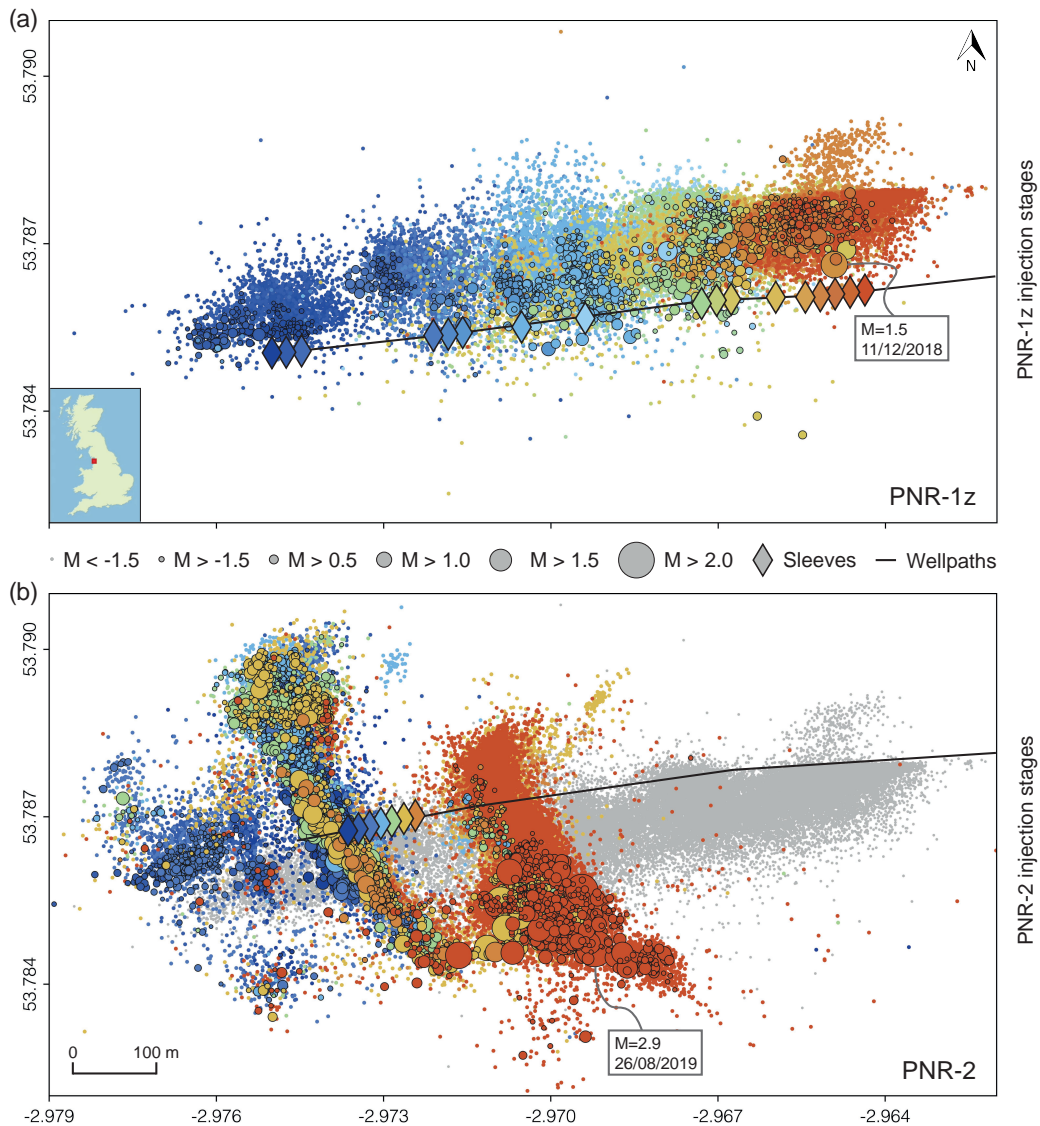 (a)
53.790
53.787
53.784
N
M=1.5
11/12/2018
PNR-1z
PNR-1z injection stages
M < -1.5
M > -1.5
M > 0.5
M > 1.0
M > 1.5
M > 2.0
Sleeves
Wellpaths
(b)
53.790
53.787
53.784
M=2.9
26/08/2019
0 100 m
PNR-2
PNR-2 injection stages
-2.979 -2.976 -2.973 -2.970 -2.967 -2.964